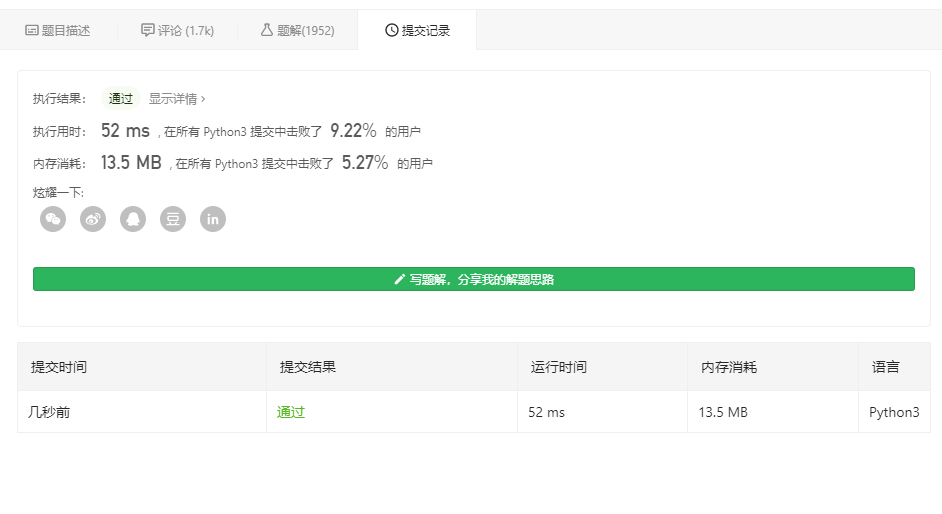 题目描述 评论 (1.7k) 题解(1952) 提交记录
执行结果: 通过 显示详情 ›
执行用时: 52 ms , 在所有 Python3 提交中击败了 9.22% 的用户
内存消耗: 13.5 MB , 在所有 Python3 提交中击败了 5.27% 的用户
炫耀一下:
豆 in
写题解, 分享我的解题思路
提交时间 提交结果 运行时间 内存消耗 语言
几秒前 通过 52 ms 13.5 MB Python3